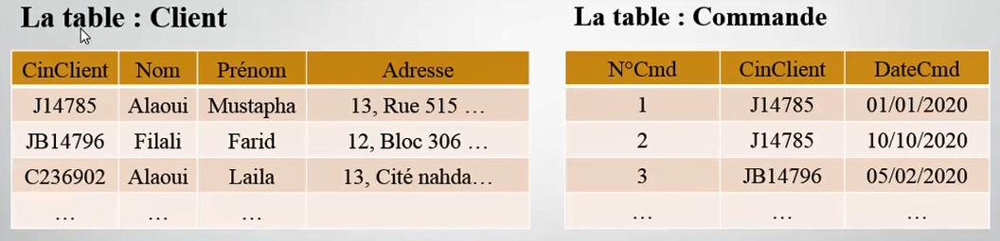 La table : Client
CinClient Nom Prénom Adresse
J14785 Alaoui Mustapha 13, Rue 515 …
JB14796 Filali Farid 12, Bloc 306 …
C236902 Alaoui Laila 13, Cité nahda…
… … …
La table : Commande
N°Cmd CinClient DateCmd
1 J14785 01/01/2020
2 J14785 10/10/2020
3 JB14796 05/02/2020
… … …